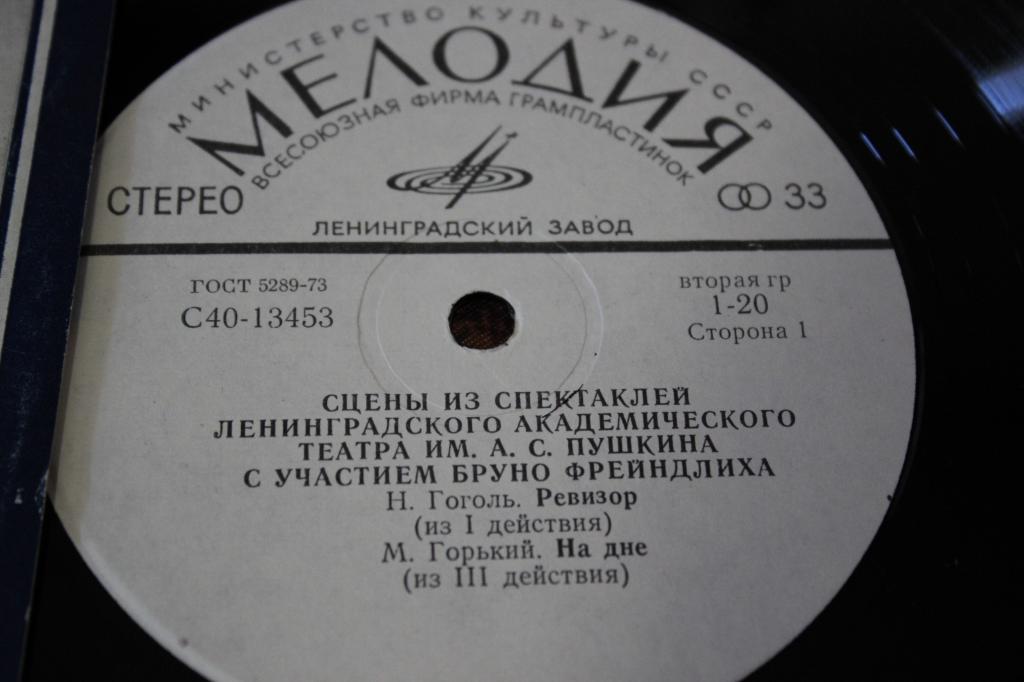 МИНИСТЕРСТВО КУЛЬТУРЫ СССР
МЕЛОДИЯ
ВСЕСОЮЗНАЯ ФИРМА ГРАМПЛАСТИНОК
СТЕРЕО
33
ЛЕНИНГРАДСКИЙ ЗАВОД
ГОСТ 5289-73
С40-13453
вторая гр
1-20
Сторона 1
СЦЕНЫ ИЗ СПЕКТАКЛЕЙ
ЛЕНИНГРАДСКОГО АКАДЕМИЧЕСКОГО
ТЕАТРА ИМ. А. С. ПУШКИНА
С УЧАСТИЕМ БРУНО ФРЕЙНДЛИХА
Н. Гоголь. Ревизор
(из I действия)
М. Горький. На дне
(из III действия)